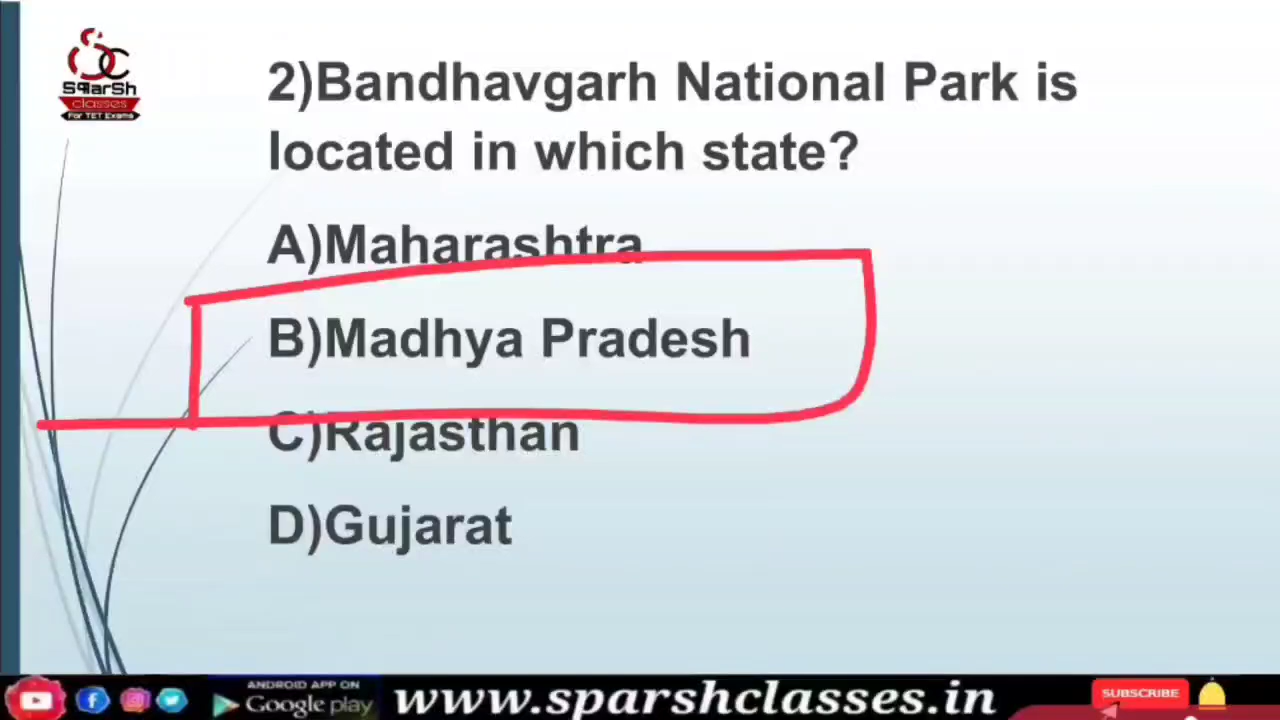 SParSh
classes
For TET Exams
2)Bandhavgarh National Park is
located in which state?
A)Maharashtra
B)Madhya Pradesh
C)Rajasthan
D)Gujarat
ANDROID APP ON
Google play
www.sparshclasses.in
SUBSCRIBE